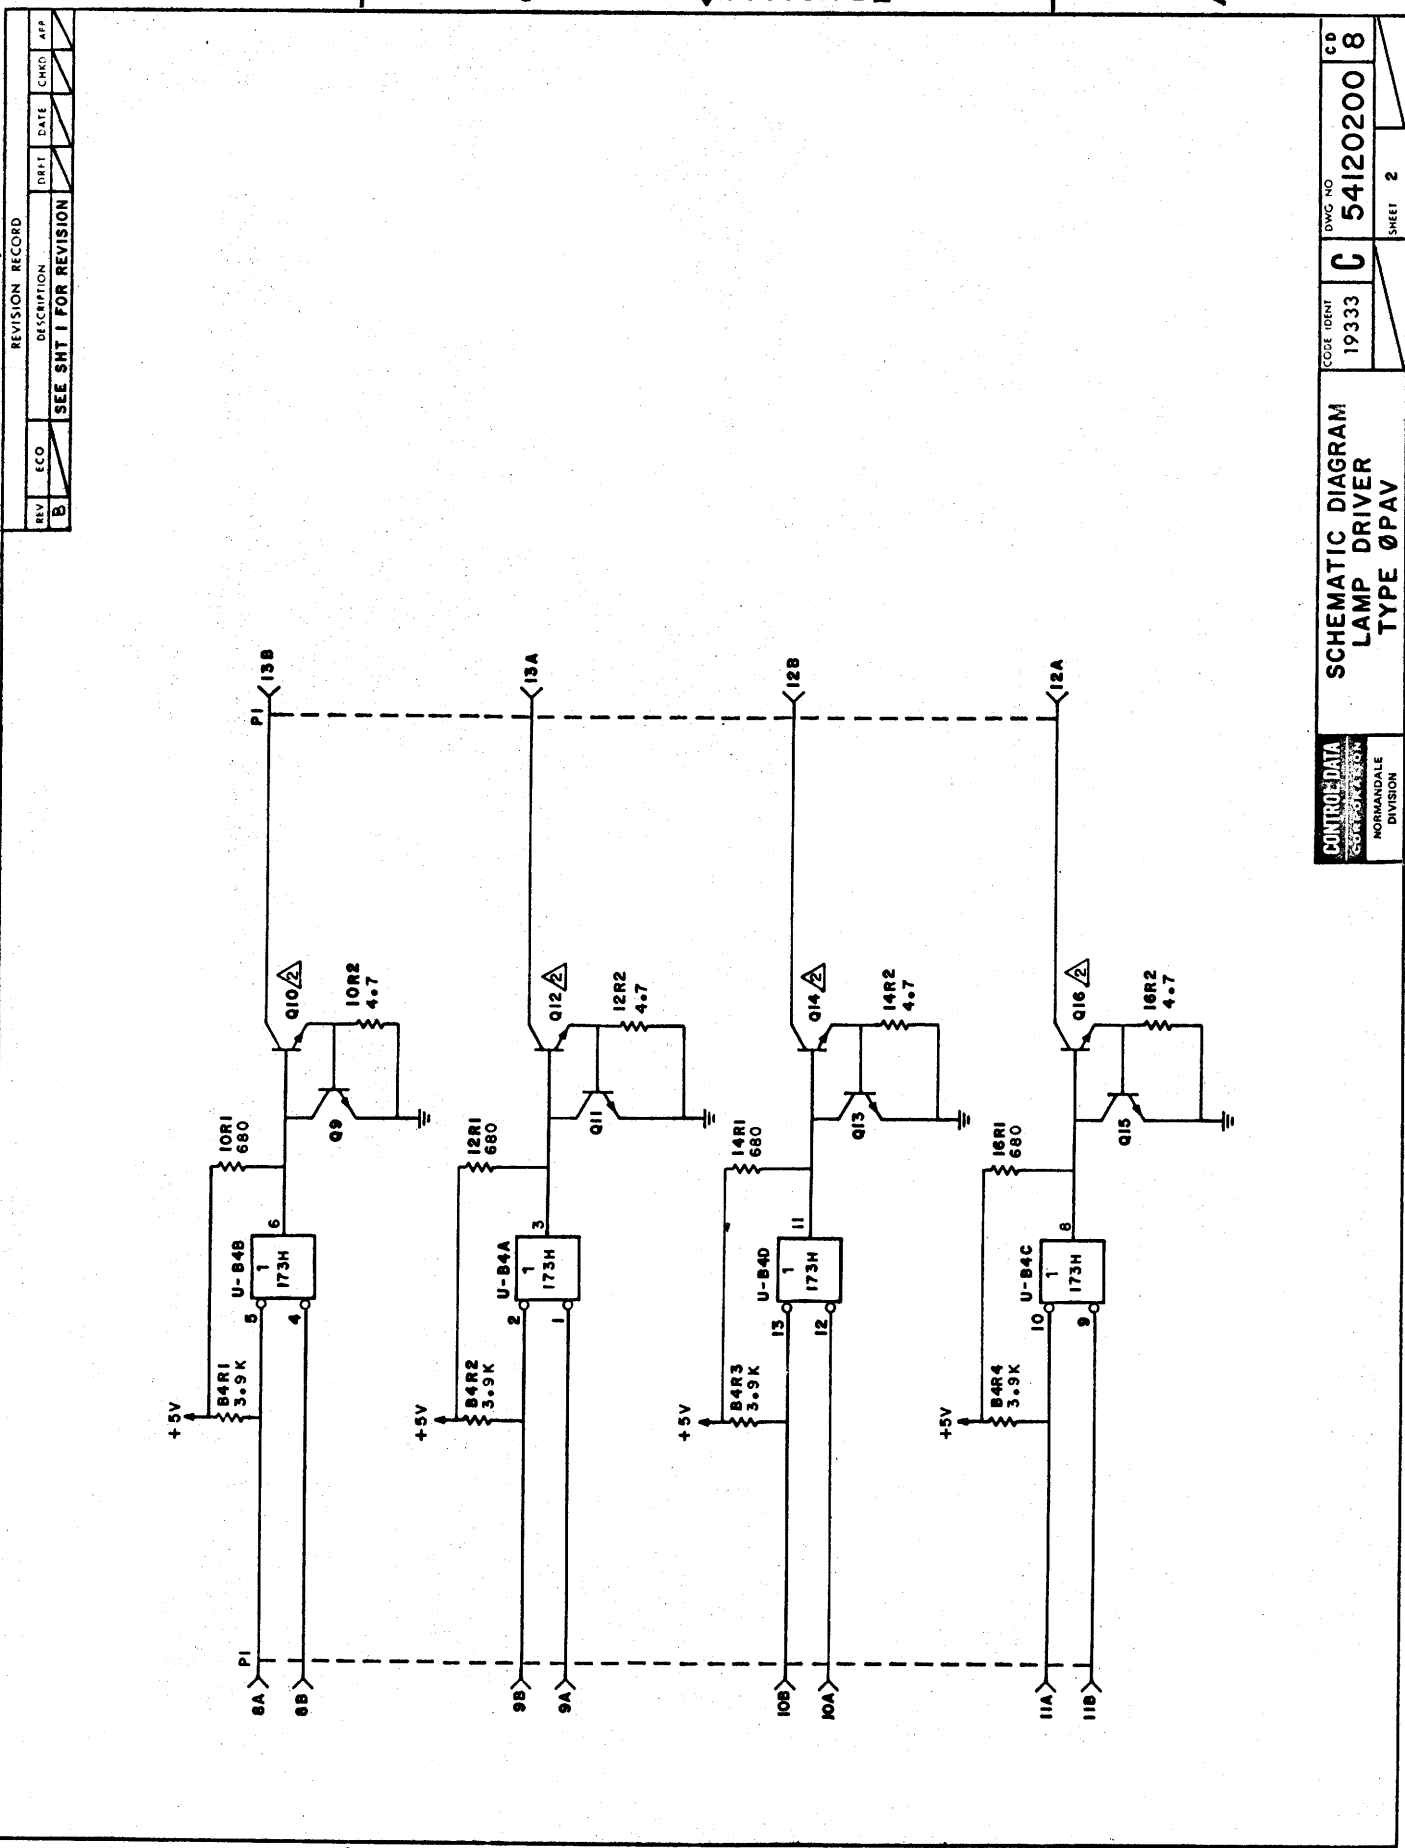 REVISION RECORD
REV ECO DESCRIPTION DRFT DATE CHKD APP
B SEE SHT 1 FOR REVISION
+5V
B4R1
3.9K
10R1
680
P1
8A
8B
5
4
U-B4B
1
173H
6
Q9
Q10 2
10R2
4.7
P1
13B
+5V
B4R2
3.9K
12R1
680
9B
9A
2
1
U-B4A
1
173H
3
Q11
Q12 2
12R2
4.7
13A
+5V
B4R3
3.9K
14R1
680
10B
10A
13
12
U-B4D
1
173H
11
Q13
Q14 2
14R2
4.7
12B
+5V
B4R4
3.9K
16R1
680
11A
11B
10
9
U-B4C
1
173H
8
Q15
Q16 2
16R2
4.7
12A
CONTROL DATA
CORPORATION
NORMANDALE
DIVISION
SCHEMATIC DIAGRAM
LAMP DRIVER
TYPE ØPAV
CODE IDENT
19333
C
DWG NO
54120200
CD
8
SHEET 2